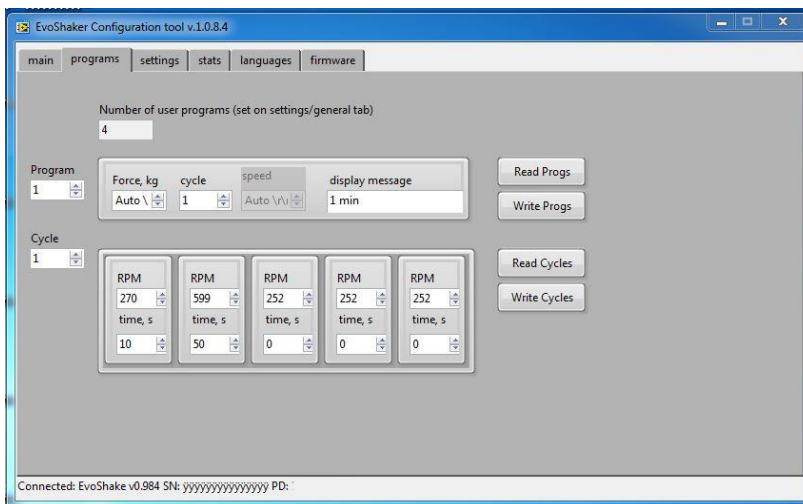 EvoShaker Configuration tool v.1.0.8.4
main programs settings stats languages firmware
Number of user programs (set on settings/general tab)
4
Program
1
Force, kg cycle speed display message
Auto \ 1 Auto \r\ 1 min
Read Progs
Write Progs
Cycle
1
RPM RPM RPM RPM RPM
270 599 252 252 252
time, s time, s time, s time, s time, s
10 50 0 0 0
Read Cycles
Write Cycles
Connected: EvoShake v0.984 SN: ÿÿÿÿÿÿÿÿÿÿÿÿÿÿÿ PD: